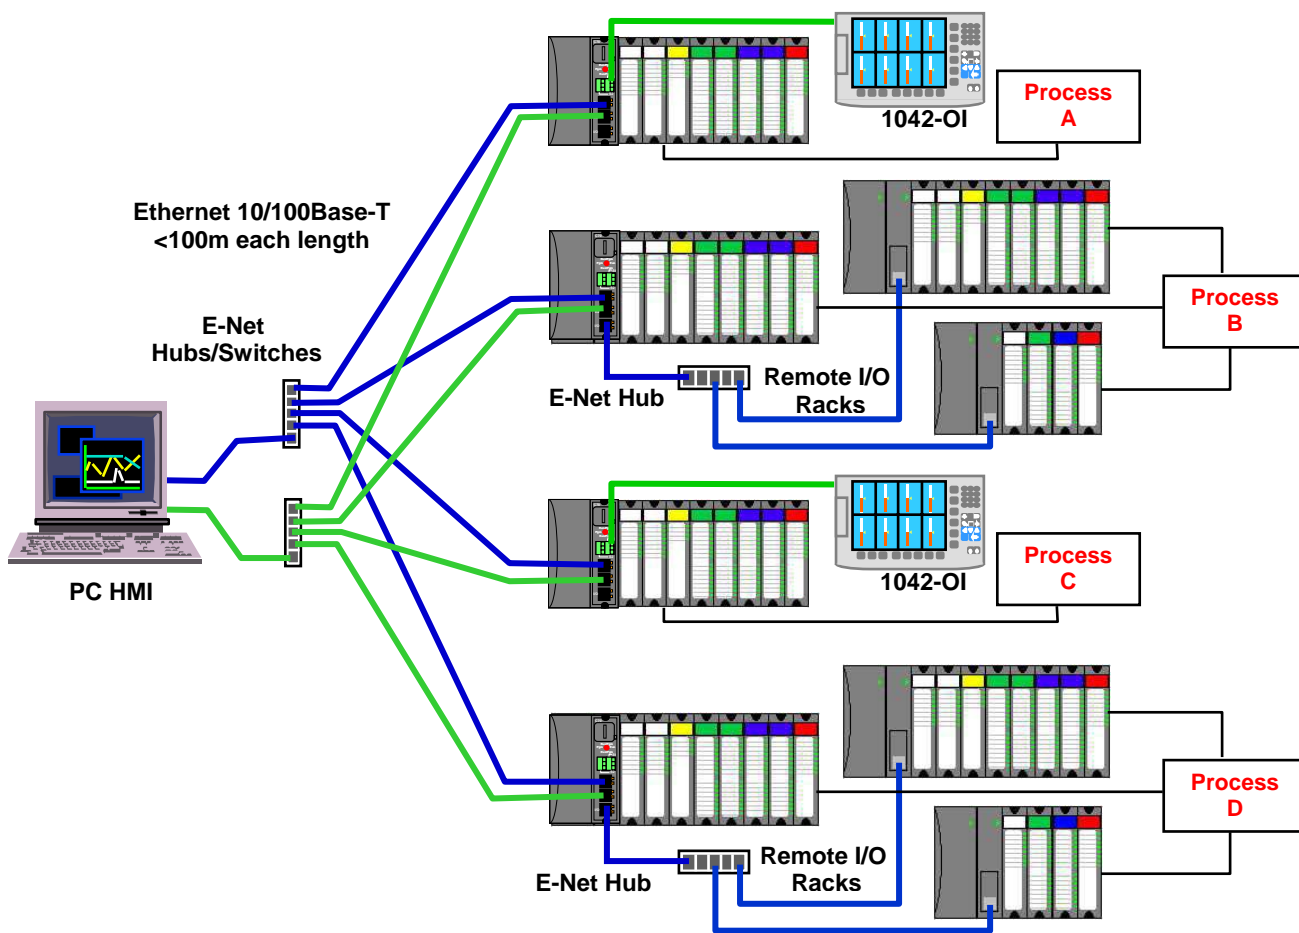 Process
A
1042-OI
Ethernet 10/100Base-T
<100m each length
E-Net
Hubs/Switches
Process
B
Remote I/O
Racks
E-Net Hub
PC HMI
1042-OI
Process
C
Process
D
Remote I/O
Racks
E-Net Hub